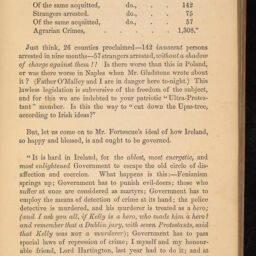 Of the same acquitted, do., . . 142
Strangers arrested. do., . . 75
Of the same acquitted, do., . . 57
Agrarian Crimes, . . . 1,308."
Just think, 26 counties proclaimed—142 innocent persons
arrested in nine months—57 strangers arrested, without a shadow
of charge against them!! Is there worse than this in Poland,
or was there worse in Naples when Mr. Gladstone wrote about
it? (Father O'Malley and I are in danger here to-night.) This
lawless legislation is subversive of the freedom of the subject,
and for this we are indebted to your patriotic "Ultra-Protes-
tant" member. Is this the way to "cut down the Upas-tree,
according to Irish ideas?"
But, let us come on to Mr. Fortescue's ideal of how Ireland,
so happy and blessed, is and ought to be governed.
"It is hard in Ireland, for the ablest, most energetic, and
most enlightened Government to escape the old circle of dis-
affection and coercion. What happens is this:—Fenianism
springs up; Government has to punish evil-doers; those who
suffer at once are considered as martyrs; Government has to
employ the means of detection of crime at its hand; the police
detective is murdered, and his murderer is treated as a hero;
(and I ask you all, if Kelly is a hero, who made him a hero?
and remember that a Dublin jury, with seven Protestants, said
that Kelly was not a murderer); Government has to pass
special laws of repression of crime; I myself and my honour-
able friend, Lord Hartington, last year had to do; and at